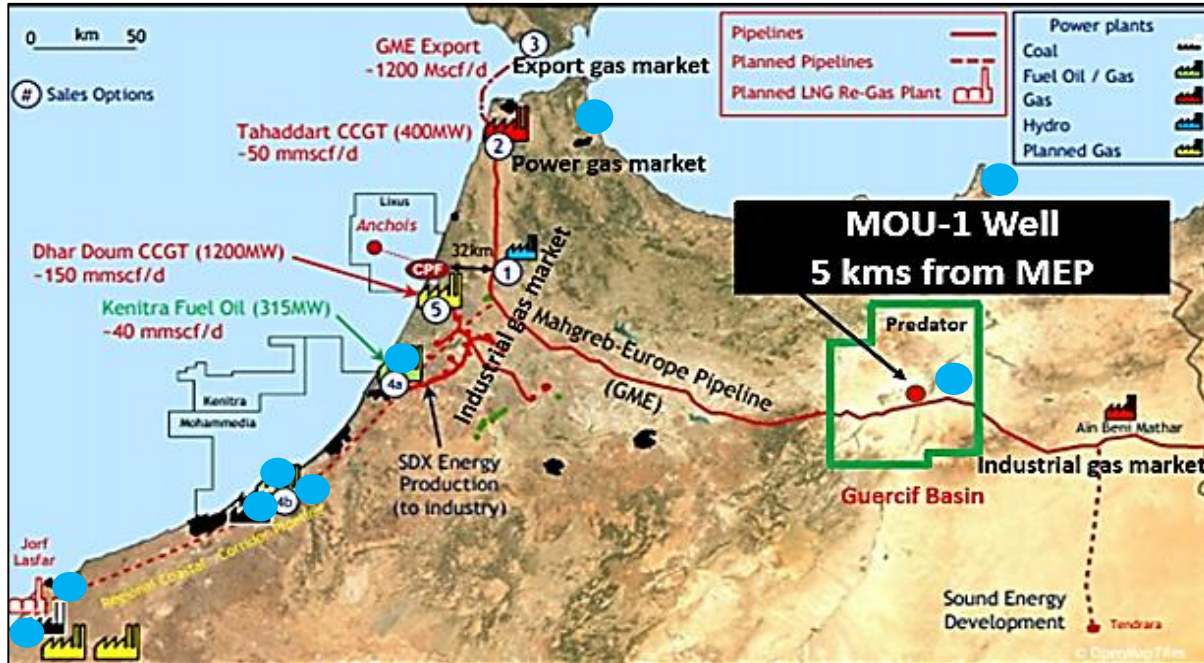 0 km 50
# Sales Options
GME Export
~1200 Mscf/d
3
Export gas market
Pipelines
Planned Pipelines
Planned LNG Re-Gas Plant
Power plants
Coal
Fuel Oil / Gas
Gas
Hydro
Planned Gas
Tahaddart CCGT (400MW)
~50 mmscf/d
2
Power gas market
Lixus
Anchois
32km
CPF
1
Dhar Doum CCGT (1200MW)
~150 mmscf/d
5
Kenitra Fuel Oil (315MW)
~40 mmscf/d
4a
Industrial gas market
Mahgreb-Europe Pipeline
(GME)
MOU-1 Well
5 kms from MEP
Predator
Guercif Basin
Ain Beni Mathar
Industrial gas market
Kenitra
Mohammedia
SDX Energy
Production
(to industry)
4b
Regional Coastal Corridor Pipeline
Jorf
Lasfar
Sound Energy
Development
Tendrara
© OpenMapTiles